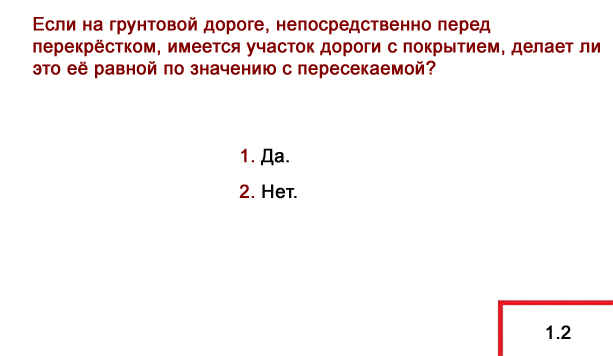 Если на грунтовой дороге, непосредственно перед
перекрёстком, имеется участок дороги с покрытием, делает ли
это её равной по значению с пересекаемой?
1. Да.
2. Нет.
1.2